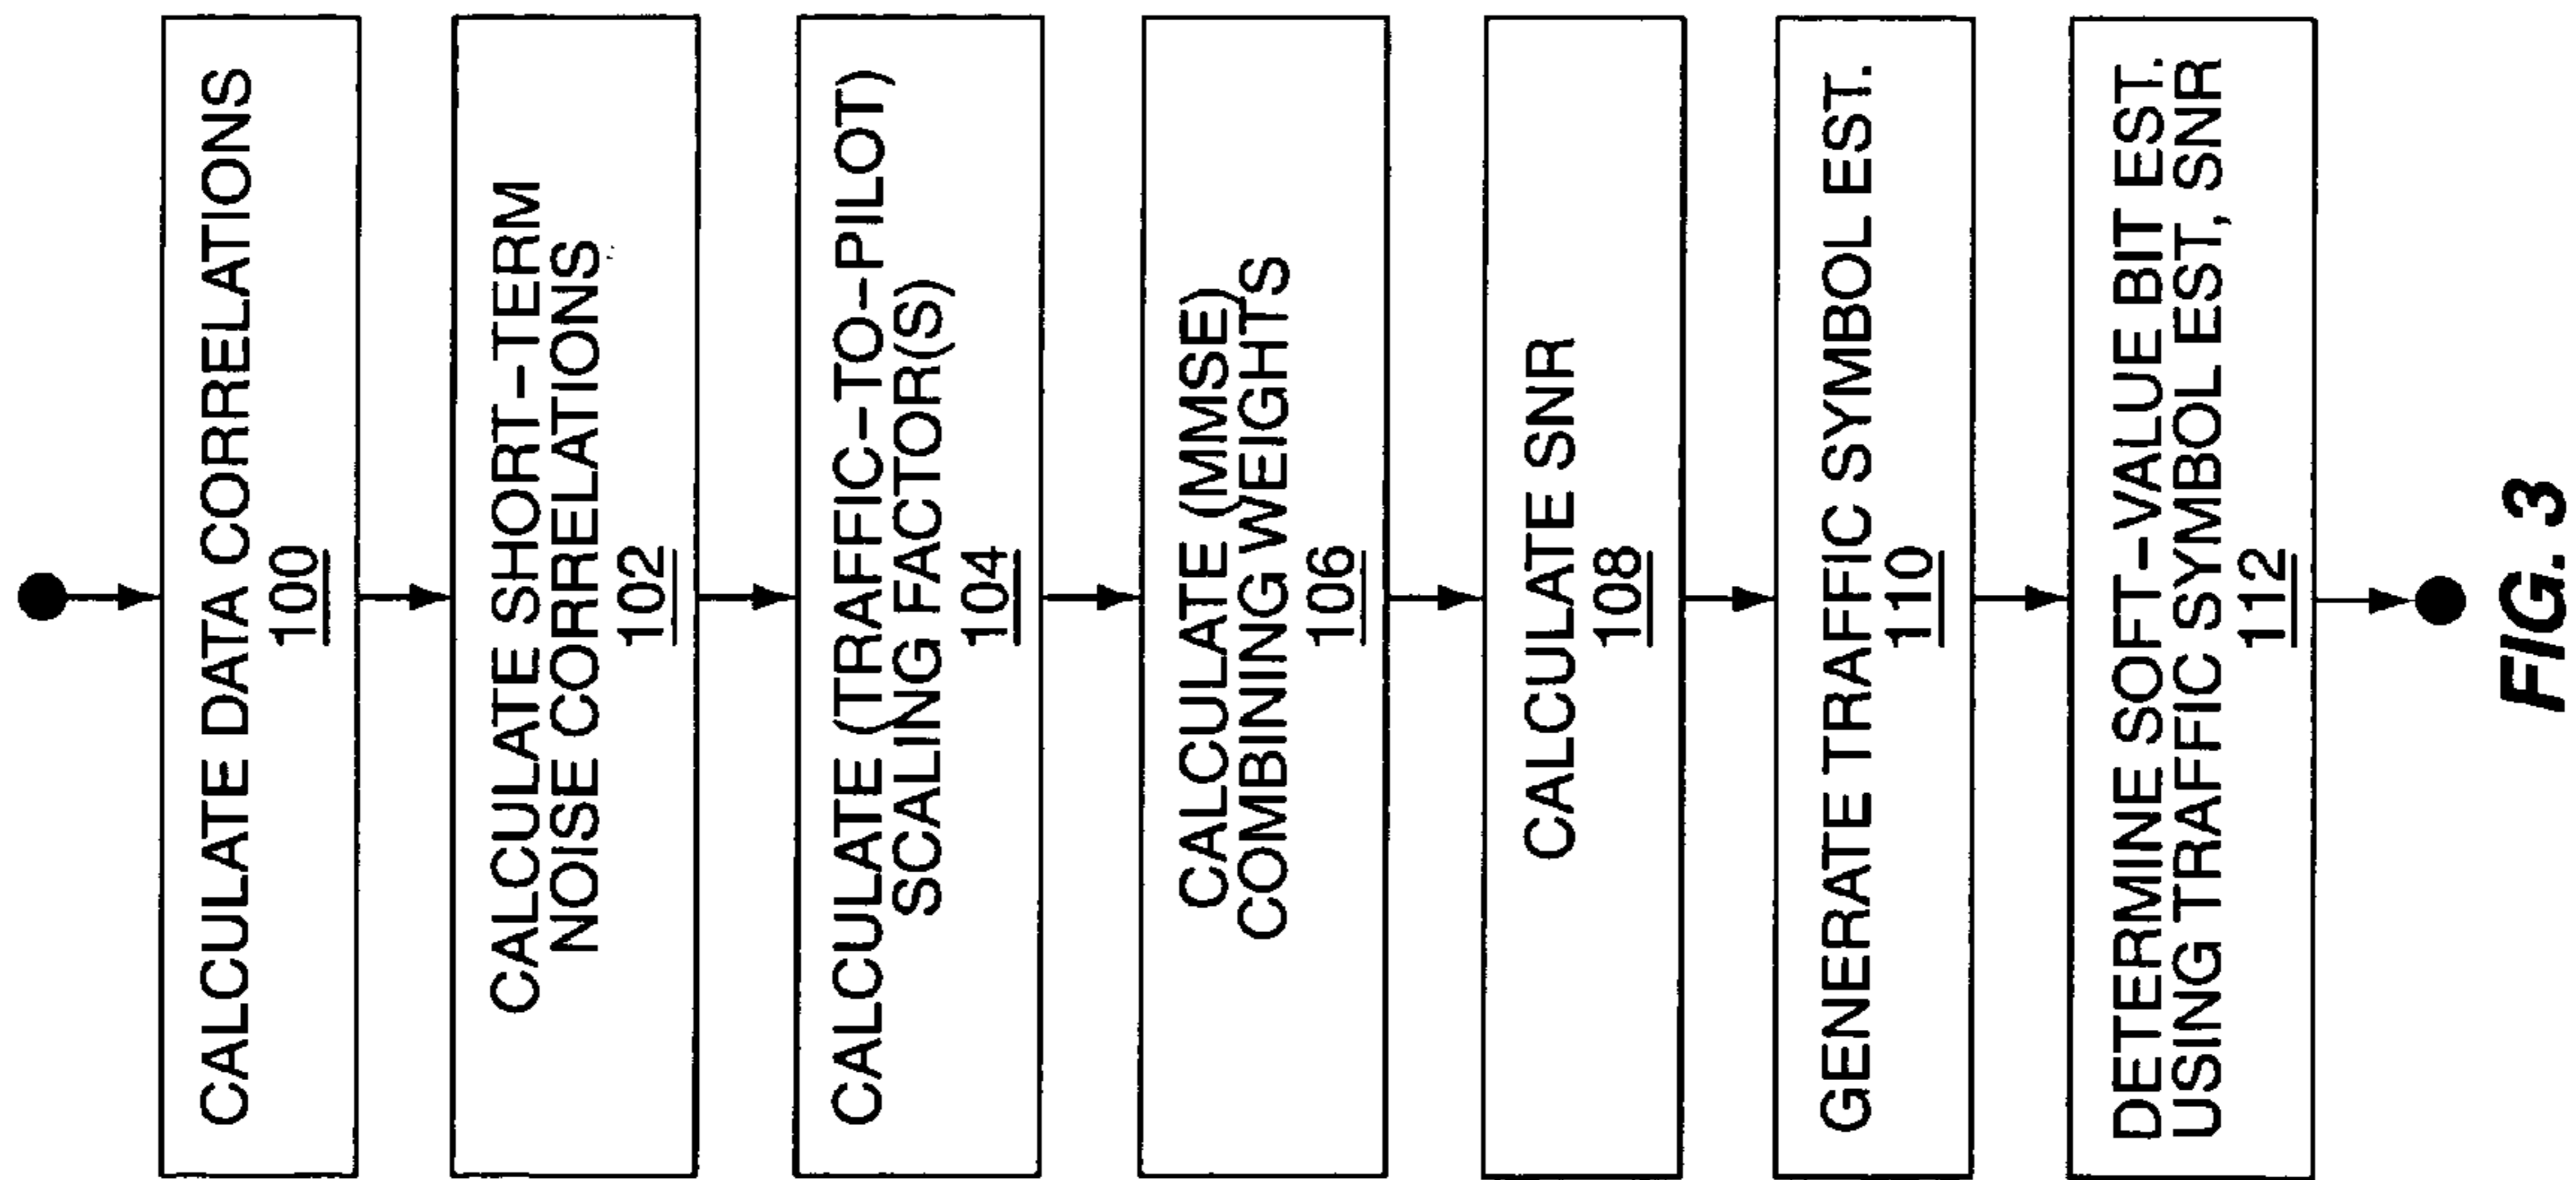 CALCULATE DATA CORRELATIONS
100
CALCULATE SHORT-TERM
NOISE CORRELATIONS
102
CALCULATE (TRAFFIC-TO-PILOT)
SCALING FACTOR(S)
104
CALCULATE (MMSE)
COMBINING WEIGHTS
106
CALCULATE SNR
108
GENERATE TRAFFIC SYMBOL EST.
110
DETERMINE SOFT-VALUE BIT EST.
USING TRAFFIC SYMBOL EST, SNR
112
FIG. 3